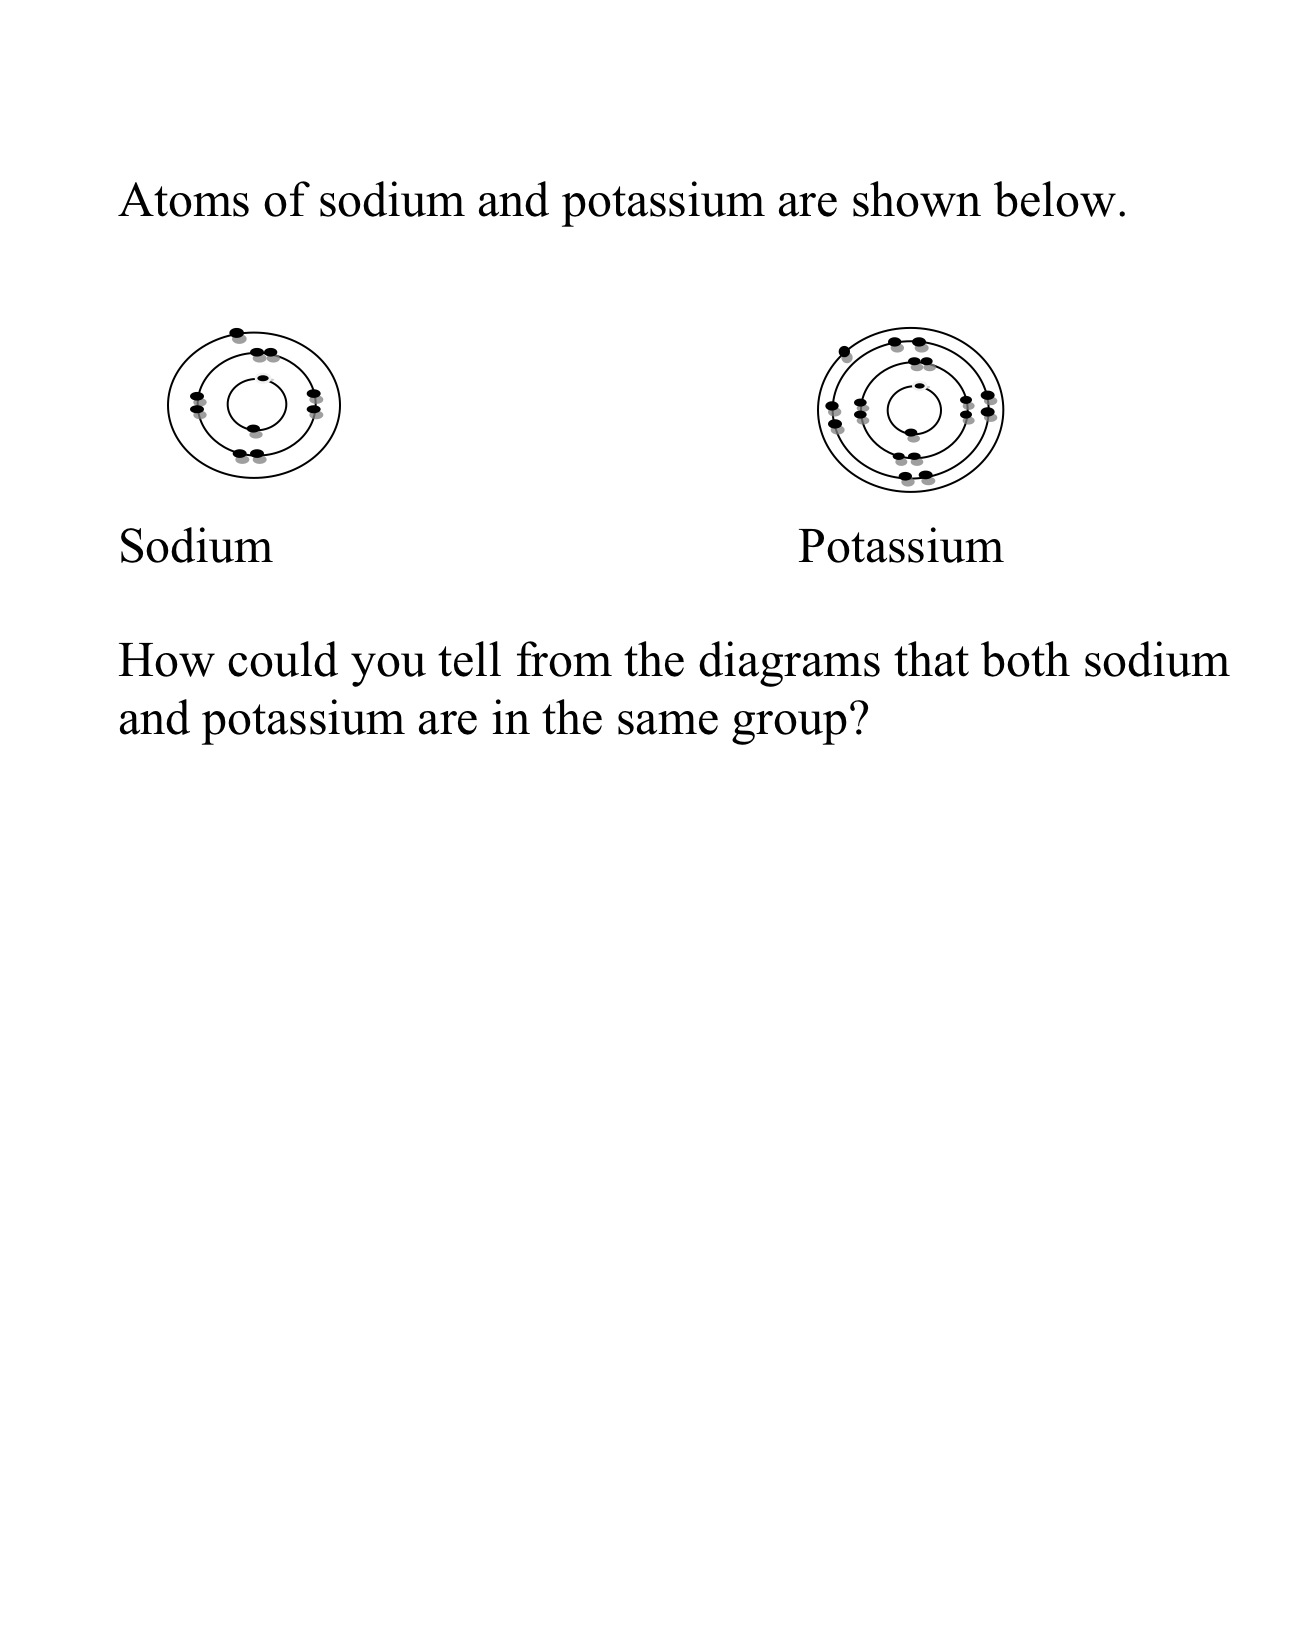 Atoms of sodium and potassium are shown below.
Sodium Potassium
How could you tell from the diagrams that both sodium
and potassium are in the same group?